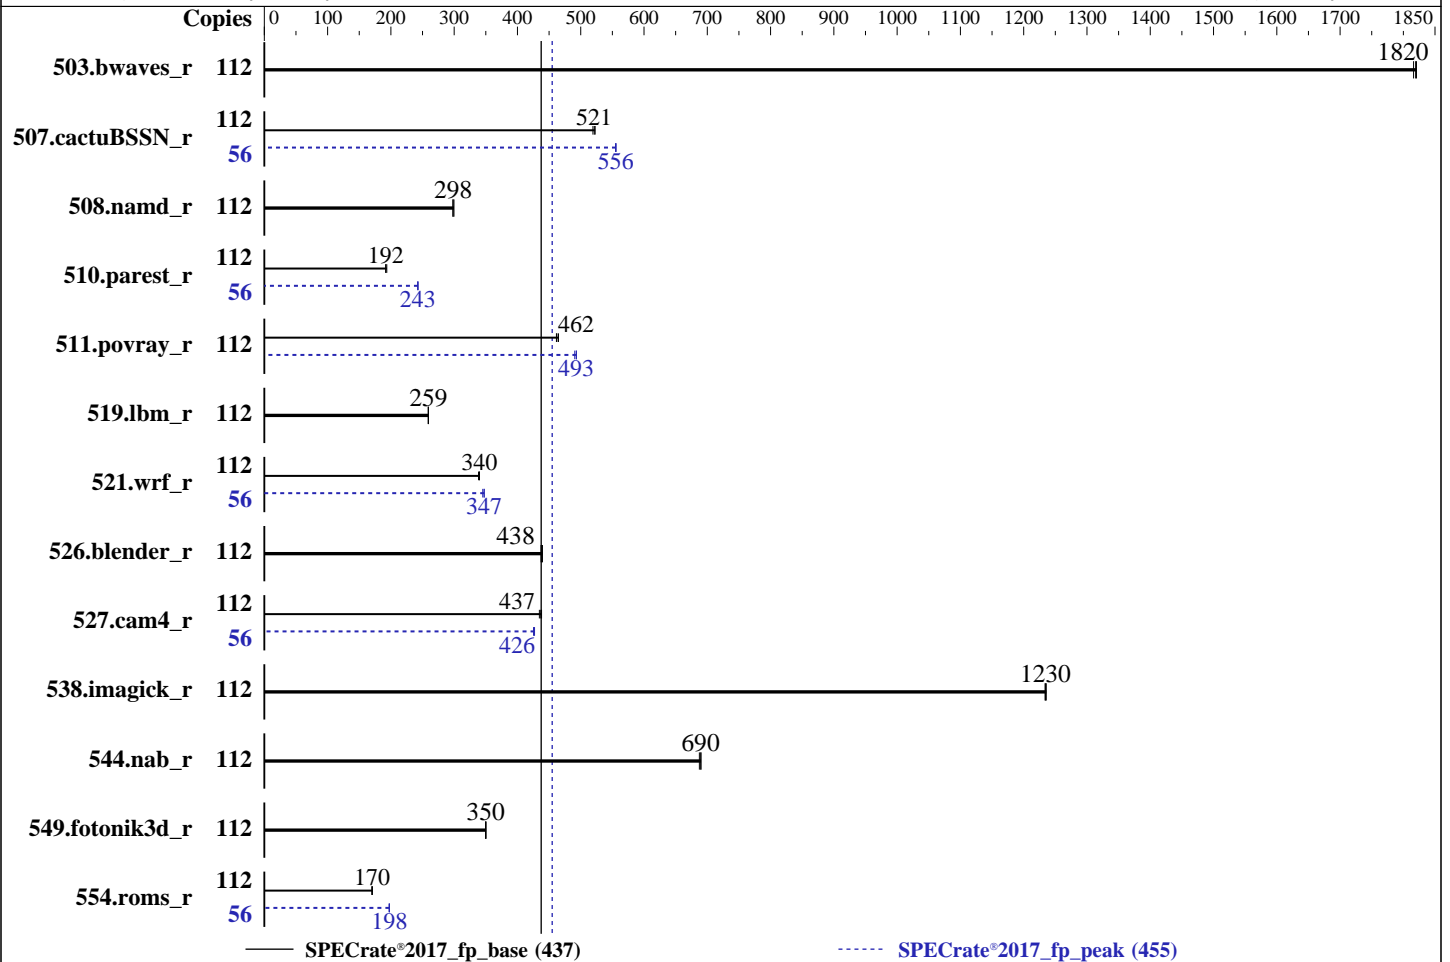 Copies 0 100 200 300 400 500 600 700 800 900 1000 1100 1200 1300 1400 1500 1600 1700 1850
503.bwaves_r 112 1820
507.cactuBSSN_r 112 521
56 556
508.namd_r 112 298
510.parest_r 112 192
56 243
511.povray_r 112 462
493
519.lbm_r 112 259
521.wrf_r 112 340
56 347
526.blender_r 112 438
527.cam4_r 112 437
56 426
538.imagick_r 112 1230
544.nab_r 112 690
549.fotonik3d_r 112 350
554.roms_r 112 170
56 198
SPECrate®2017_fp_base (437) SPECrate®2017_fp_peak (455)